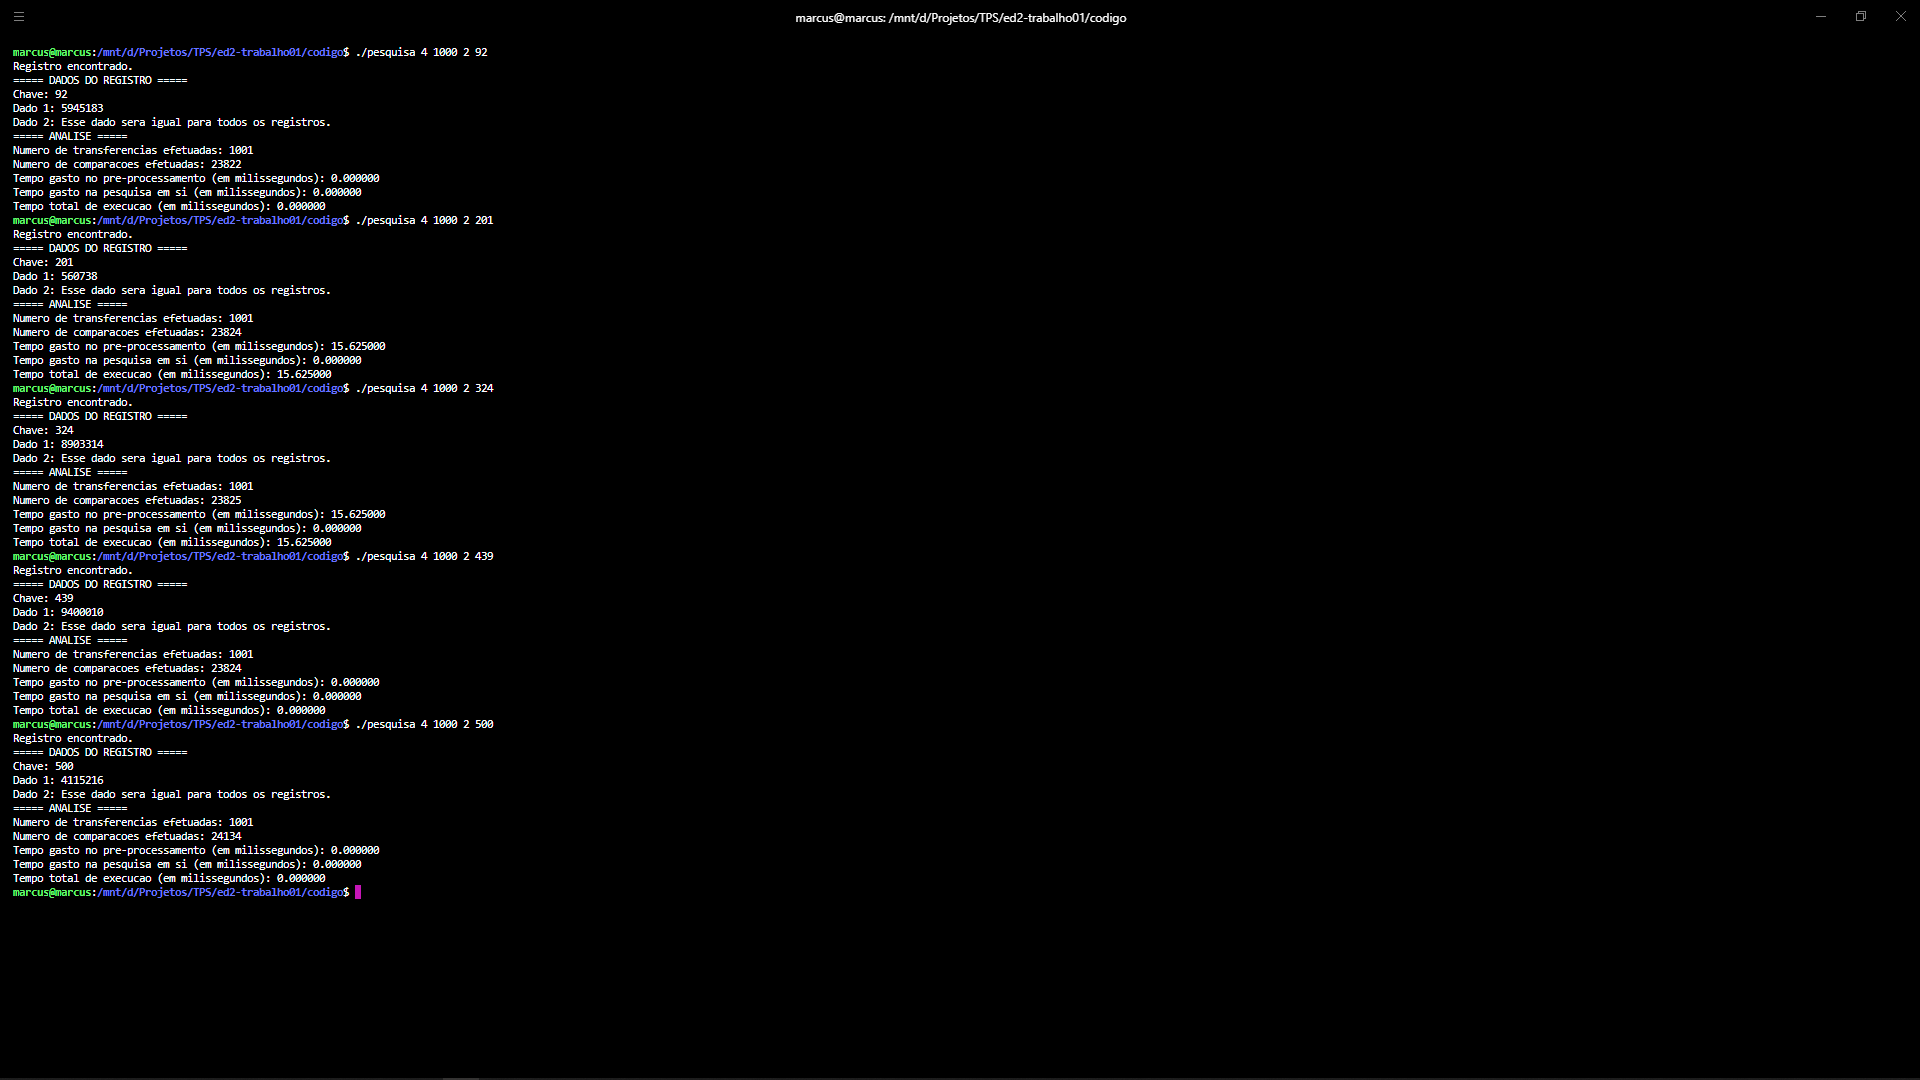 marcus@marcus: /mnt/d/Projetos/TPS/ed2-trabalho01/codigo
marcus@marcus:/mnt/d/Projetos/TPS/ed2-trabalho01/codigo$ ./pesquisa 4 1000 2 92
Registro encontrado.
===== DADOS DO REGISTRO =====
Chave: 92
Dado 1: 5945183
Dado 2: Esse dado sera igual para todos os registros.
===== ANALISE =====
Numero de transferencias efetuadas: 1001
Numero de comparacoes efetuadas: 23822
Tempo gasto no pre-processamento (em milissegundos): 0.000000
Tempo gasto na pesquisa em si (em milissegundos): 0.000000
Tempo total de execucao (em milissegundos): 0.000000
marcus@marcus:/mnt/d/Projetos/TPS/ed2-trabalho01/codigo$ ./pesquisa 4 1000 2 201
Registro encontrado.
===== DADOS DO REGISTRO =====
Chave: 201
Dado 1: 560738
Dado 2: Esse dado sera igual para todos os registros.
===== ANALISE =====
Numero de transferencias efetuadas: 1001
Numero de comparacoes efetuadas: 23824
Tempo gasto no pre-processamento (em milissegundos): 15.625000
Tempo gasto na pesquisa em si (em milissegundos): 0.000000
Tempo total de execucao (em milissegundos): 15.625000
marcus@marcus:/mnt/d/Projetos/TPS/ed2-trabalho01/codigo$ ./pesquisa 4 1000 2 324
Registro encontrado.
===== DADOS DO REGISTRO =====
Chave: 324
Dado 1: 8903314
Dado 2: Esse dado sera igual para todos os registros.
===== ANALISE =====
Numero de transferencias efetuadas: 1001
Numero de comparacoes efetuadas: 23825
Tempo gasto no pre-processamento (em milissegundos): 15.625000
Tempo gasto na pesquisa em si (em milissegundos): 0.000000
Tempo total de execucao (em milissegundos): 15.625000
marcus@marcus:/mnt/d/Projetos/TPS/ed2-trabalho01/codigo$ ./pesquisa 4 1000 2 439
Registro encontrado.
===== DADOS DO REGISTRO =====
Chave: 439
Dado 1: 9400010
Dado 2: Esse dado sera igual para todos os registros.
===== ANALISE =====
Numero de transferencias efetuadas: 1001
Numero de comparacoes efetuadas: 23824
Tempo gasto no pre-processamento (em milissegundos): 0.000000
Tempo gasto na pesquisa em si (em milissegundos): 0.000000
Tempo total de execucao (em milissegundos): 0.000000
marcus@marcus:/mnt/d/Projetos/TPS/ed2-trabalho01/codigo$ ./pesquisa 4 1000 2 500
Registro encontrado.
===== DADOS DO REGISTRO =====
Chave: 500
Dado 1: 4115216
Dado 2: Esse dado sera igual para todos os registros.
===== ANALISE =====
Numero de transferencias efetuadas: 1001
Numero de comparacoes efetuadas: 24134
Tempo gasto no pre-processamento (em milissegundos): 0.000000
Tempo gasto na pesquisa em si (em milissegundos): 0.000000
Tempo total de execucao (em milissegundos): 0.000000
marcus@marcus:/mnt/d/Projetos/TPS/ed2-trabalho01/codigo$